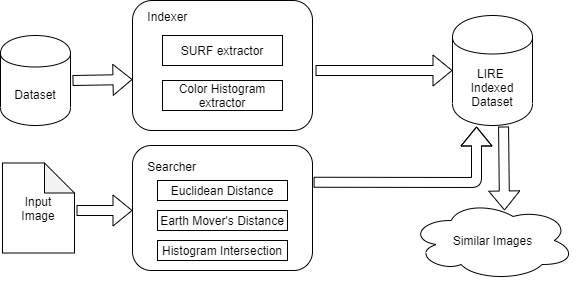 Indexer
SURF extractor
Color Histogram
extractor
Dataset
LIRE
Indexed
Dataset
Searcher
Euclidean Distance
Earth Mover's Distance
Histogram Intersection
Input
Image
Similar Images